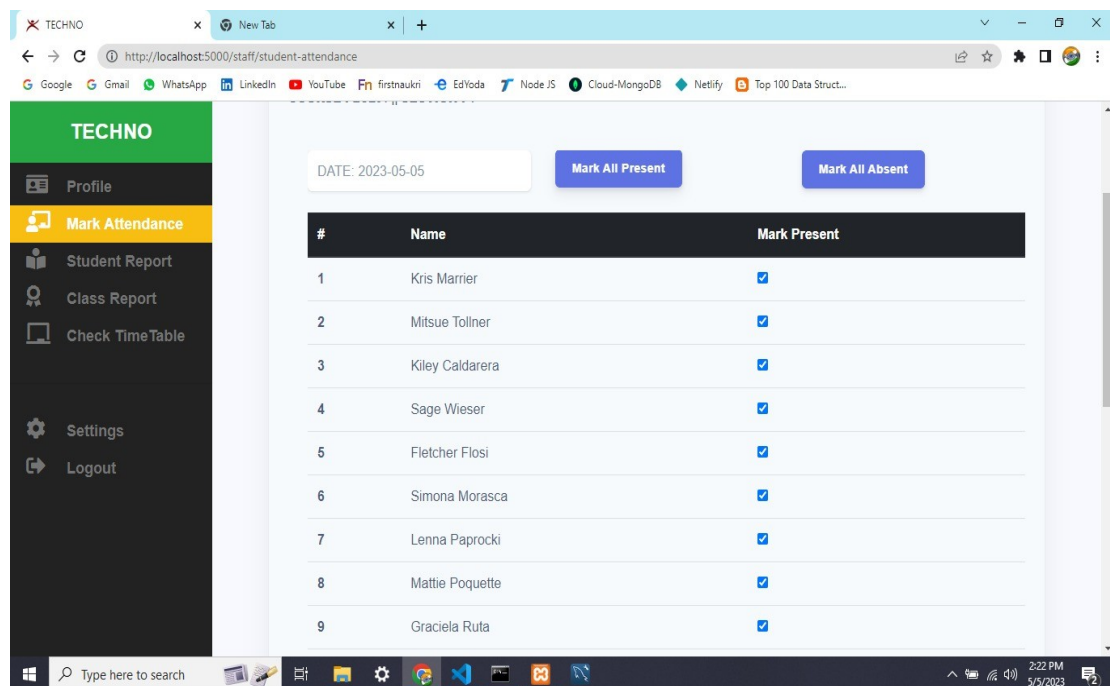 TECHNO
New Tab
http://localhost:5000/staff/student-attendance
Google Gmail WhatsApp LinkedIn YouTube Fn firstnaukri EdYoda Node JS Cloud-MongoDB Netlify Top 100 Data Struct...
TECHNO
Profile
Mark Attendance
Student Report
Class Report
Check TimeTable
Settings
Logout
DATE: 2023-05-05 Mark All Present Mark All Absent
# Name Mark Present
1 Kris Marrier
2 Mitsue Tollner
3 Kiley Caldarera
4 Sage Wieser
5 Fletcher Flosi
6 Simona Morasca
7 Lenna Paprocki
8 Mattie Poquette
9 Graciela Ruta
Type here to search
2:22 PM
5/5/2023
2